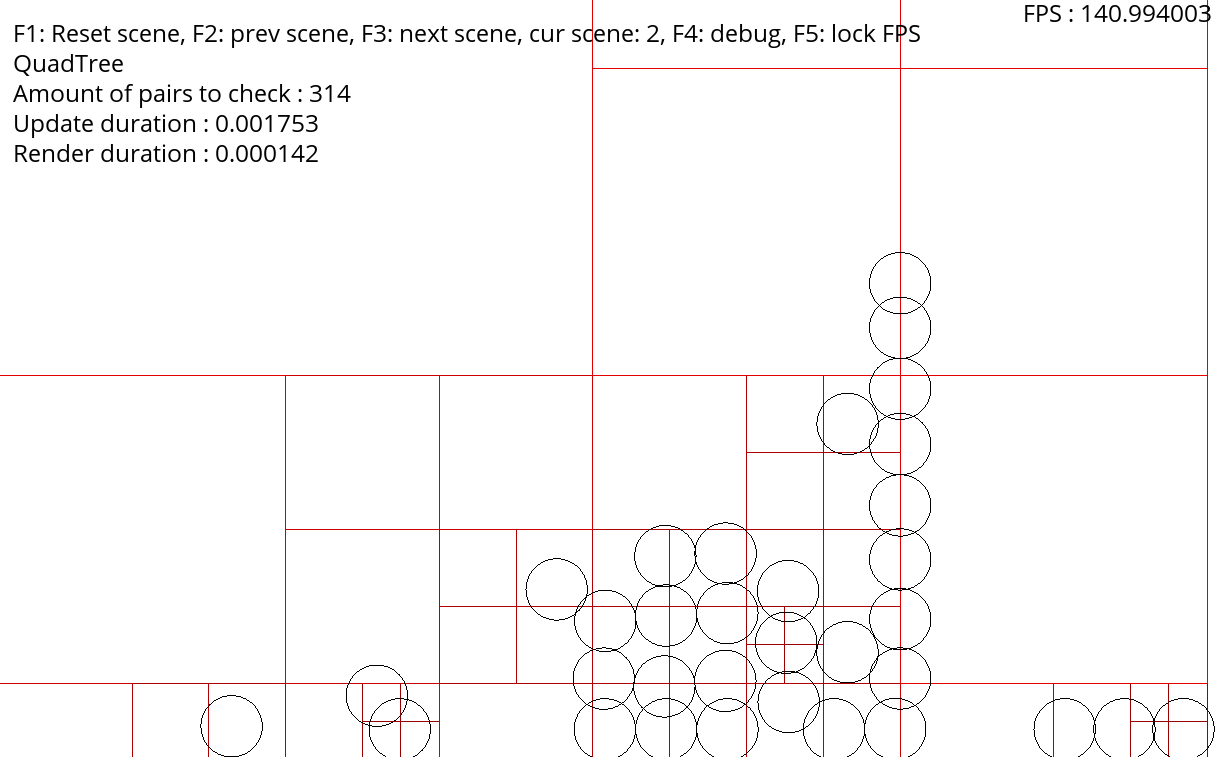 FPS : 140.994003
F1: Reset scene, F2: prev scene, F3: next scene, cur scene: 2, F4: debug, F5: lock FPS
QuadTree
Amount of pairs to check : 314
Update duration : 0.001753
Render duration : 0.000142